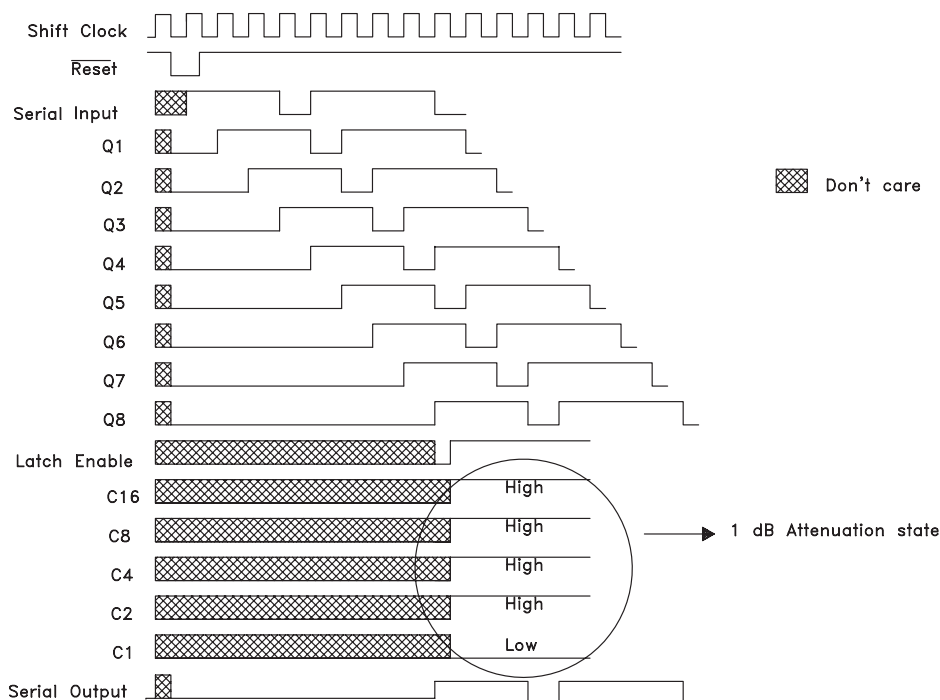 Shift Clock
Reset
Serial Input
Q1
Q2
Don't care
Q3
Q4
Q5
Q6
Q7
Q8
Latch Enable
C16 High
C8 High
1 dB Attenuation state
C4 High
C2 High
C1 Low
Serial Output